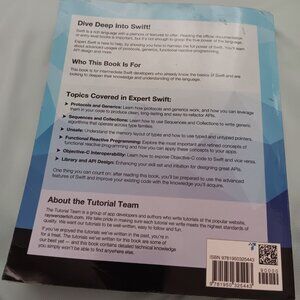 Dive Deep Into Swift!
Swift is a rich language with a plethora of features to offer. Reading the official documentation
or entry-level books is important, but it's not enough to grasp the true power of the language.
Expert Swift is here to help, by showing you how to harness the full power of Swift. You'll learn
about advanced usages of protocols, generics, functional reactive programming,
API design and more.
Who This Book Is For
This book is for intermediate Swift developers who already know the basics of Swift and are
looking to deepen their knowledge and understanding of the language.
Topics Covered in Expert Swift:
▶ Protocols and Generics: Learn how protocols and generics work, and how you can leverage
them in your code to produce clean, long-lasting and easy-to-refactor APIs.
▶ Sequences and Collections: Learn how to use Sequences and Collections to write generic
algorithms that operate across type families.
▶ Unsafe: Understand the memory layout of types and how to use typed and untyped pointers.
▶ Functional Reactive Programming: Explore the most important and refined concepts of
functional reactive programming and how you can apply these concepts to your apps.
▶ Objective-C Interoperability: Learn how to expose Objective-C code to Swift and vice versa.
▶ Library and API Design: Enhancing your skill set and intuition for designing great APIs.
One thing you can count on: after reading this book, you'll be prepared to use the advanced
features of Swift and improve your existing code with the knowledge you'll acquire.
About the Tutorial Team
The Tutorial Team is a group of app developers and authors who write tutorials at the popular website,
raywenderlich.com. We take pride in making sure each tutorial we write meets the highest standards of
quality. We want our tutorials to be well written, easy to follow and fun.
If you've enjoyed the tutorials we've written in the past, you're in
for a treat. The tutorials we've written for this book are some of
our best yet — and this book contains detailed technical knowledge
you simply won't be able to find anywhere else.
ISBN 9781950325443
90000
9 781950 325443